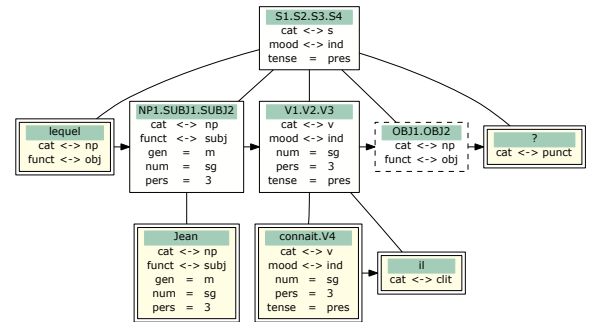 S1.S2.S3.S4
cat <-> s
mood <-> ind
tense = pres
lequel
cat <-> np
funct <-> obj
NP1.SUBJ1.SUBJ2
cat <-> np
funct <-> subj
gen = m
num = sg
pers = 3
V1.V2.V3
cat <-> v
mood <-> ind
num = sg
pers = 3
tense = pres
OBJ1.OBJ2
cat <-> np
funct <-> obj
?
cat <-> punct
Jean
cat <-> np
funct <-> subj
gen = m
num = sg
pers = 3
connait.V4
cat <-> v
mood <-> ind
num = sg
pers = 3
tense = pres
il
cat <-> clit